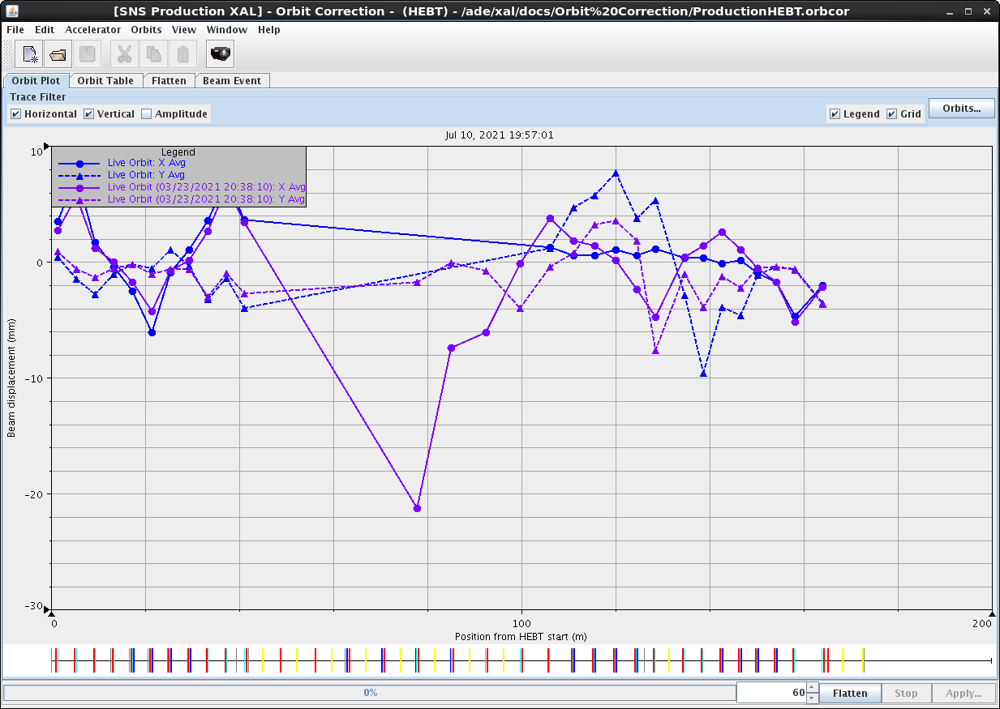 [SNS Production XAL] - Orbit Correction - (HEBT) - /ade/xal/docs/Orbit%20Correction/ProductionHEBT.orbcor
File Edit Accelerator Orbits View Window Help
Orbit Plot Orbit Table Flatten Beam Event
Trace Filter
Horizontal Vertical Amplitude Legend Grid Orbits...
Jul 10, 2021 19:57:01
Legend
Live Orbit: X Avg
Live Orbit: Y Avg
Live Orbit (03/23/2021 20:38:10): X Avg
Live Orbit (03/23/2021 20:38:10): Y Avg
10
0
-10
-20
-30
Beam displacement (mm)
0 100 200
Position from HEBT start (m)
0% 60 Flatten Stop Apply...